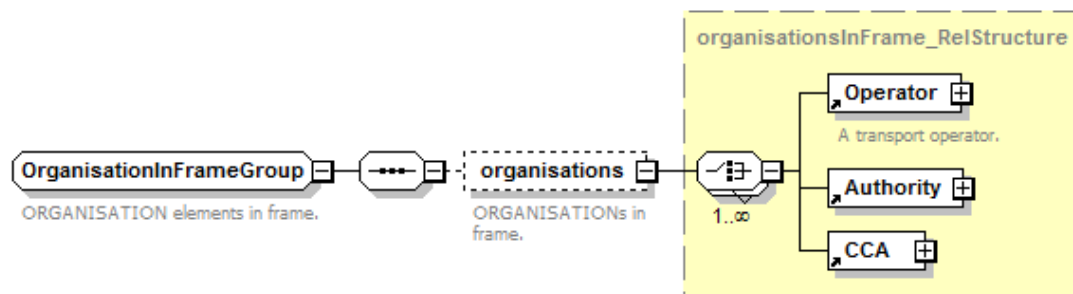 organisationsInFrame_RelStructure
Operator
A transport operator.
OrganisationInFrameGroup
organisations
ORGANISATION elements in frame.
ORGANISATIONs in
frame.
1..∞
Authority
CCA